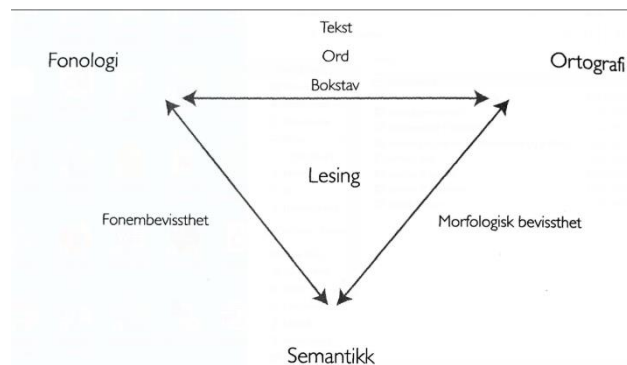 Tekst
Fonologi
Ord
Ortografi
Bokstav
Lesing
Fonembevissthet
Morfologisk bevissthet
Semantikk